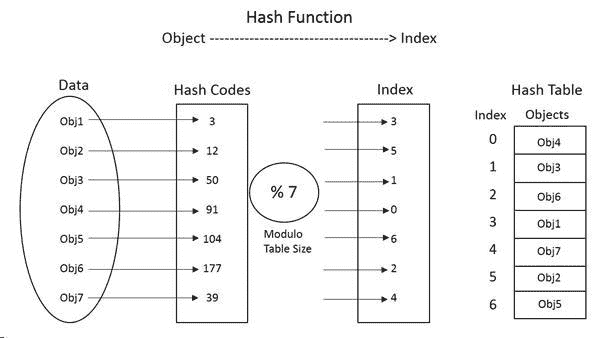 Hash Function
Object --------------------------------> Index
Data
Hash Codes
Index
Hash Table
Index Objects
Obj1 3 3
Obj2 12 5
Obj3 50 1
Obj4 91 0
Obj5 104 6
Obj6 177 2
Obj7 39 4
% 7
Modulo
Table Size
0 Obj4
1 Obj3
2 Obj6
3 Obj1
4 Obj7
5 Obj2
6 Obj5